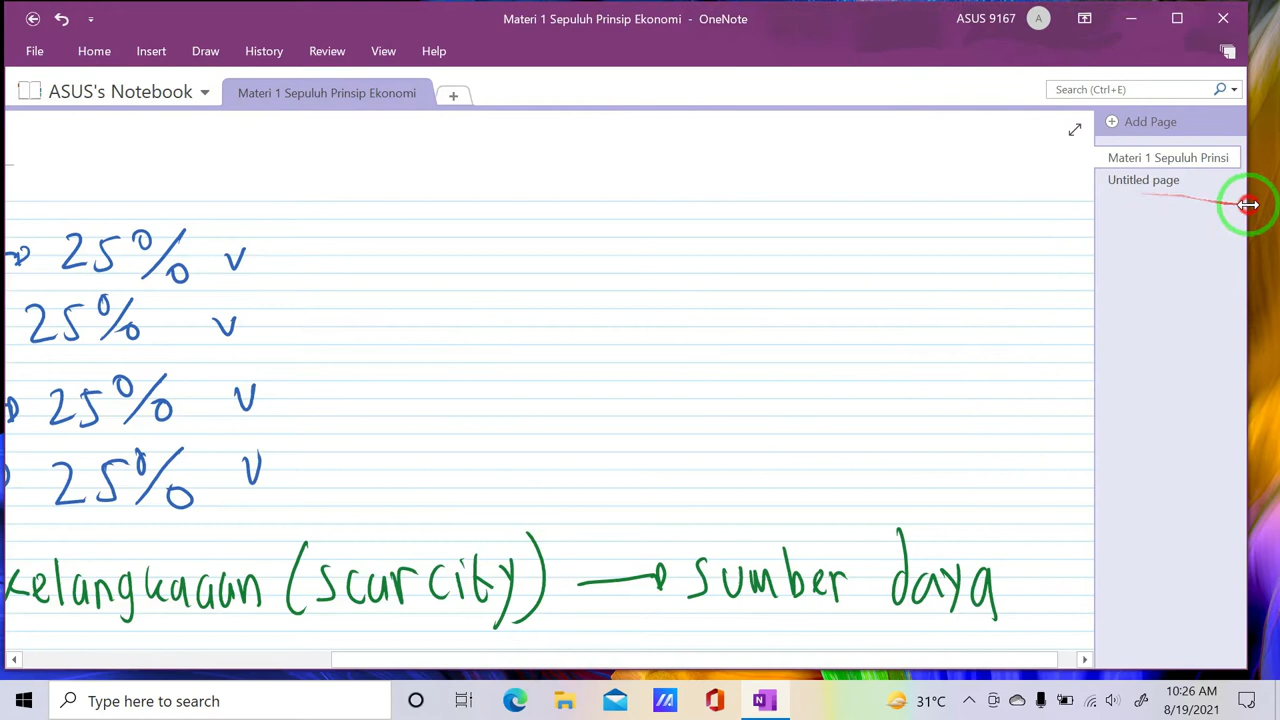 Materi 1 Sepuluh Prinsip Ekonomi - OneNote
ASUS 9167
A
File Home Insert Draw History Review View Help
ASUS's Notebook
Materi 1 Sepuluh Prinsip Ekonomi
Search (Ctrl+E)
Add Page
Materi 1 Sepuluh Prinsi
Untitled page
25% v
25% v
25% v
25% v
kelangkaaan (scarcity) → sumber daya
Type here to search
31°C
10:26 AM
8/19/2021